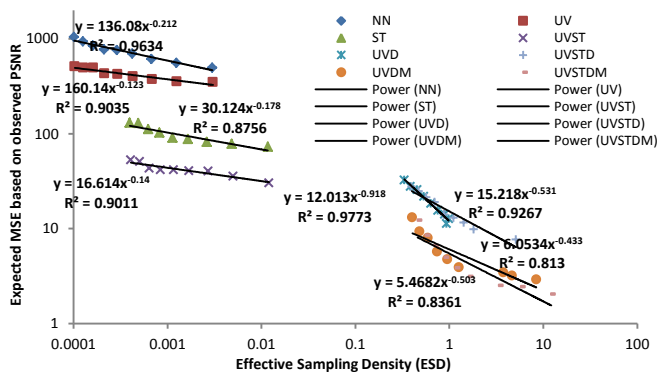 NN
UV
ST
UVST
UVD
UVSTD
UVDM
UVSTDM
Power (NN)
Power (UV)
Power (ST)
Power (UVST)
Power (UVD)
Power (UVSTD)
Power (UVDM)
Power (UVSTDM)
Expected MSE based on observed PSNR
1000
100
10
1
y = 136.08x^-0.212
R² = 0.9634
y = 160.14x^-0.123
R² = 0.9035
y = 30.124x^-0.178
R² = 0.8756
y = 16.614x^-0.14
R² = 0.9011
y = 12.013x^-0.918
R² = 0.9773
y = 15.218x^-0.531
R² = 0.9267
y = 6.0534x^-0.433
R² = 0.813
y = 5.4682x^-0.503
R² = 0.8361
0.0001
0.001
0.01
0.1
1
10
100
Effective Sampling Density (ESD)